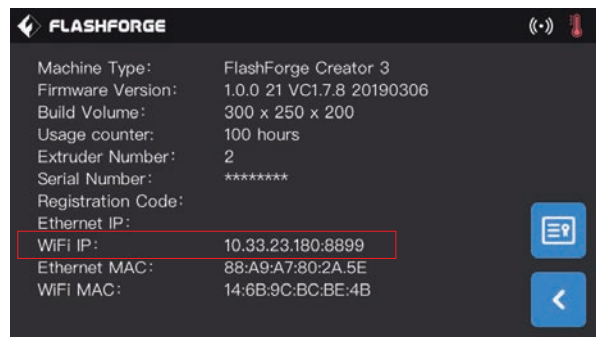 FLASHFORGE
Machine Type: FlashForge Creator 3
Firmware Version: 1.0.0 21 VC1.7.8 20190306
Build Volume: 300 x 250 x 200
Usage counter: 100 hours
Extruder Number: 2
Serial Number: ********
Registration Code:
Ethernet IP:
WiFi IP: 10.33.23.180:8899
Ethernet MAC: 88:A9:A7:80:2A.5E
WiFi MAC: 14:6B:9C:BC:BE:4B